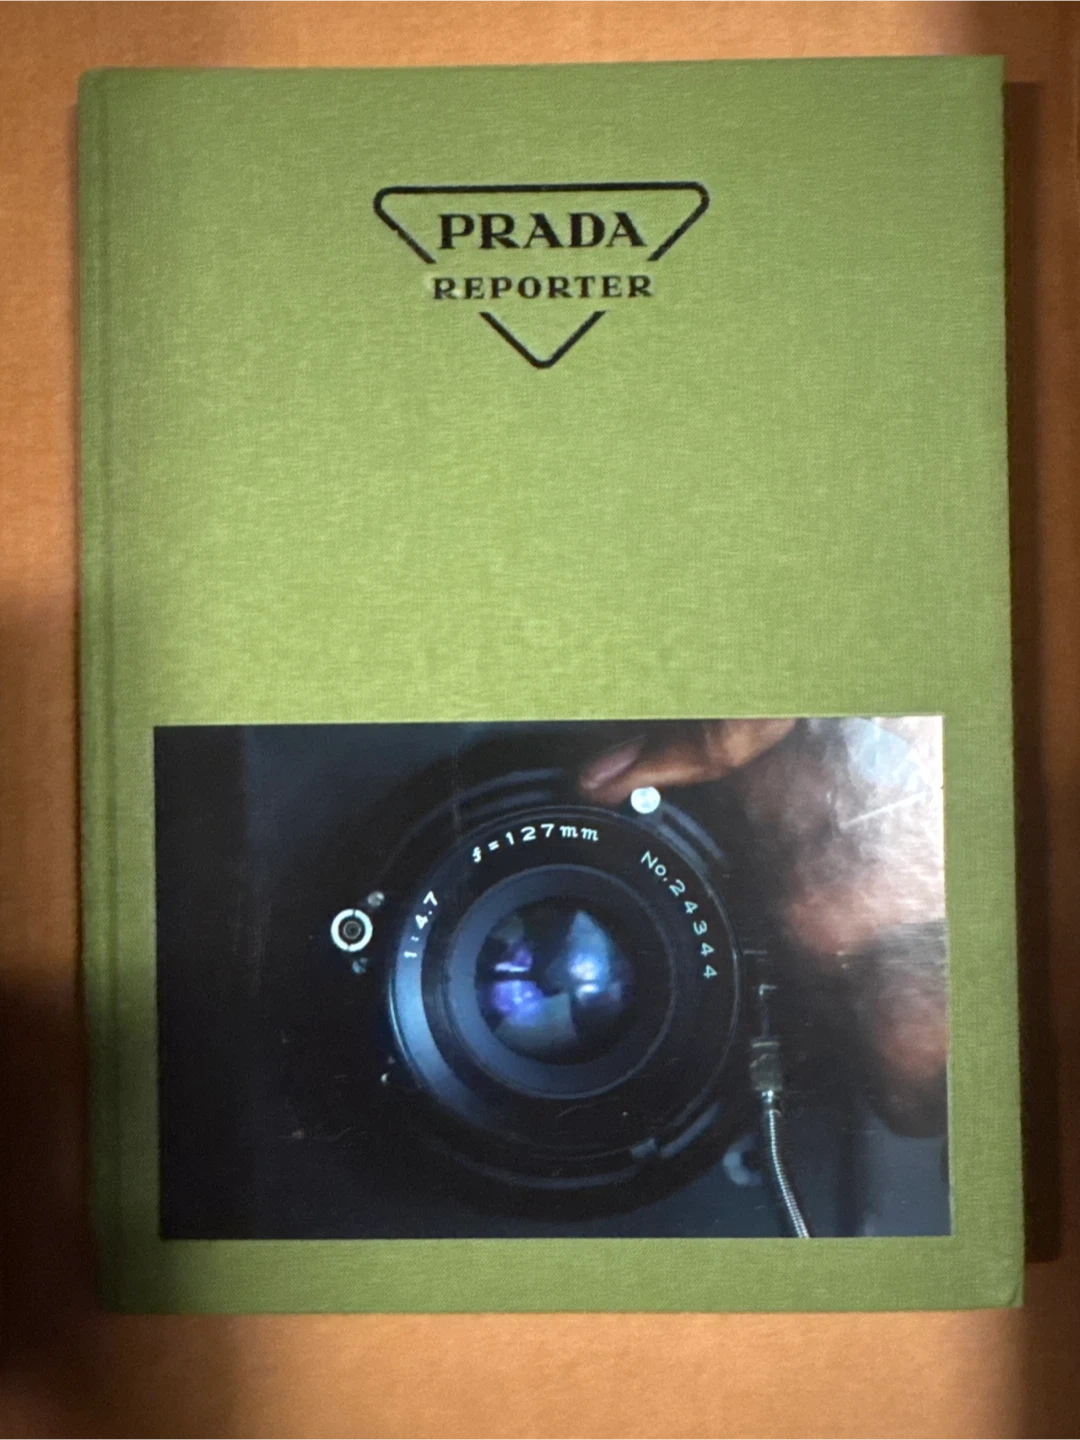 PRADA
REPORTER
1:4.7
f=127mm
No.24344